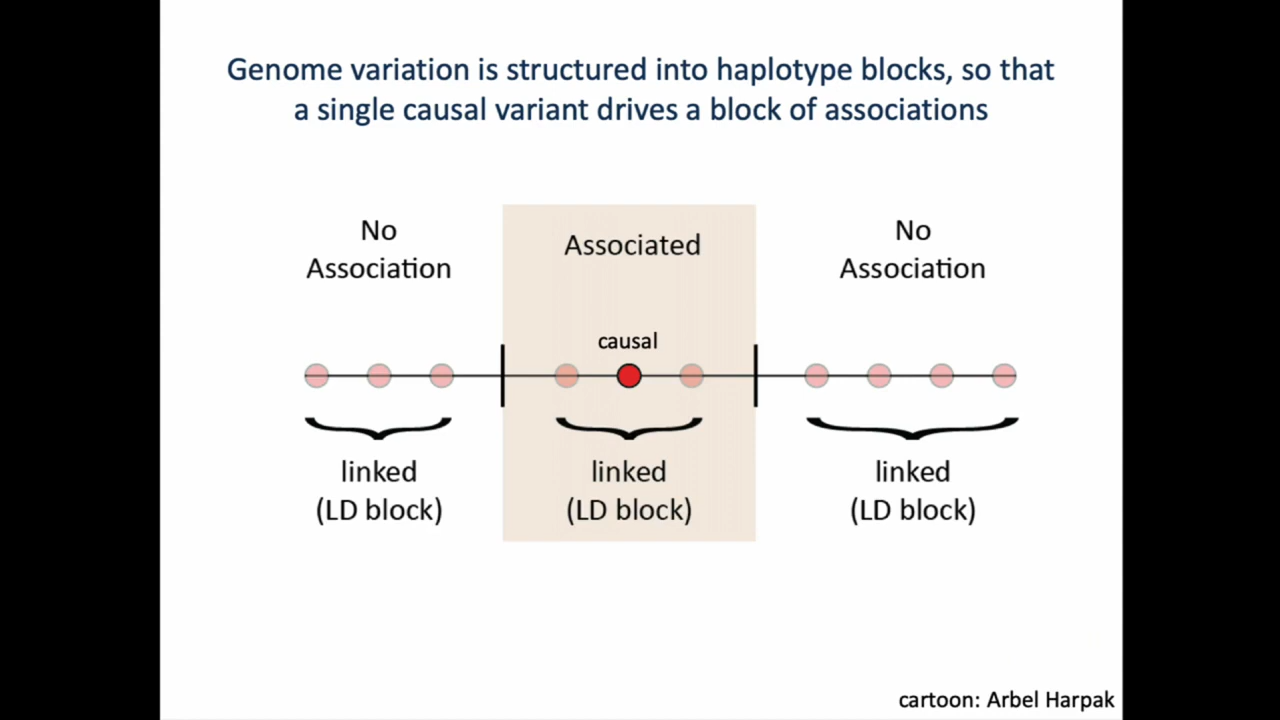 Genome variation is structured into haplotype blocks, so that
a single causal variant drives a block of associations
No
Association
Associated
No
Association
causal
linked
(LD block)
linked
(LD block)
linked
(LD block)
cartoon: Arbel Harpak